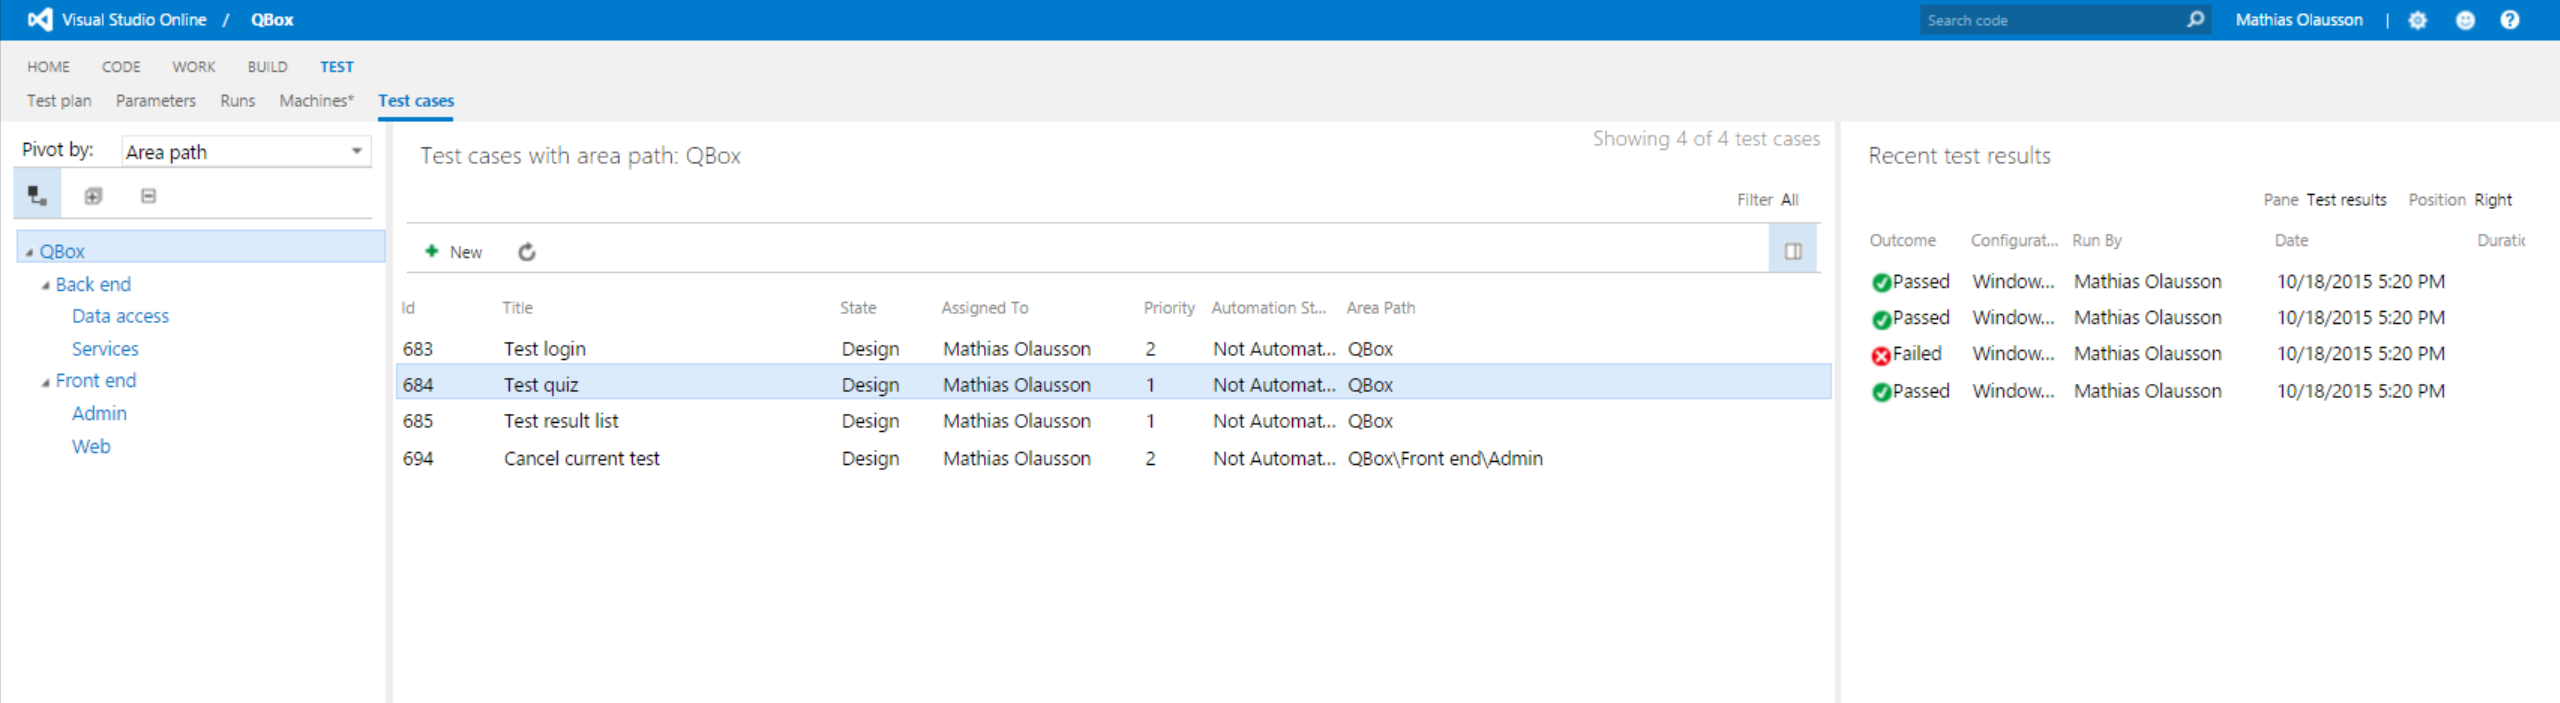 Visual Studio Online / QBox
Search code
Mathias Olausson |
HOME CODE WORK BUILD TEST
Test plan Parameters Runs Machines* Test cases
Pivot by: Area path
QBox
Back end
Data access
Services
Front end
Admin
Web
Test cases with area path: QBox
Showing 4 of 4 test cases
Filter All
New
Id Title State Assigned To Priority Automation St... Area Path
683 Test login Design Mathias Olausson 2 Not Automat... QBox
684 Test quiz Design Mathias Olausson 1 Not Automat... QBox
685 Test result list Design Mathias Olausson 1 Not Automat... QBox
694 Cancel current test Design Mathias Olausson 2 Not Automat... QBox\Front end\Admin
Recent test results
Pane Test results Position Right
Outcome Configurat... Run By Date Duratic
Passed Window... Mathias Olausson 10/18/2015 5:20 PM
Passed Window... Mathias Olausson 10/18/2015 5:20 PM
Failed Window... Mathias Olausson 10/18/2015 5:20 PM
Passed Window... Mathias Olausson 10/18/2015 5:20 PM